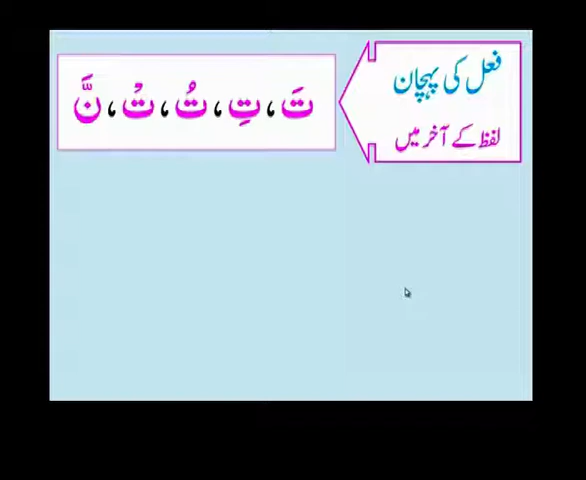 فعل کی پہچان
لفظ کے آخر میں
تَ ، تِ ، تُ ، تْ ، نَّ